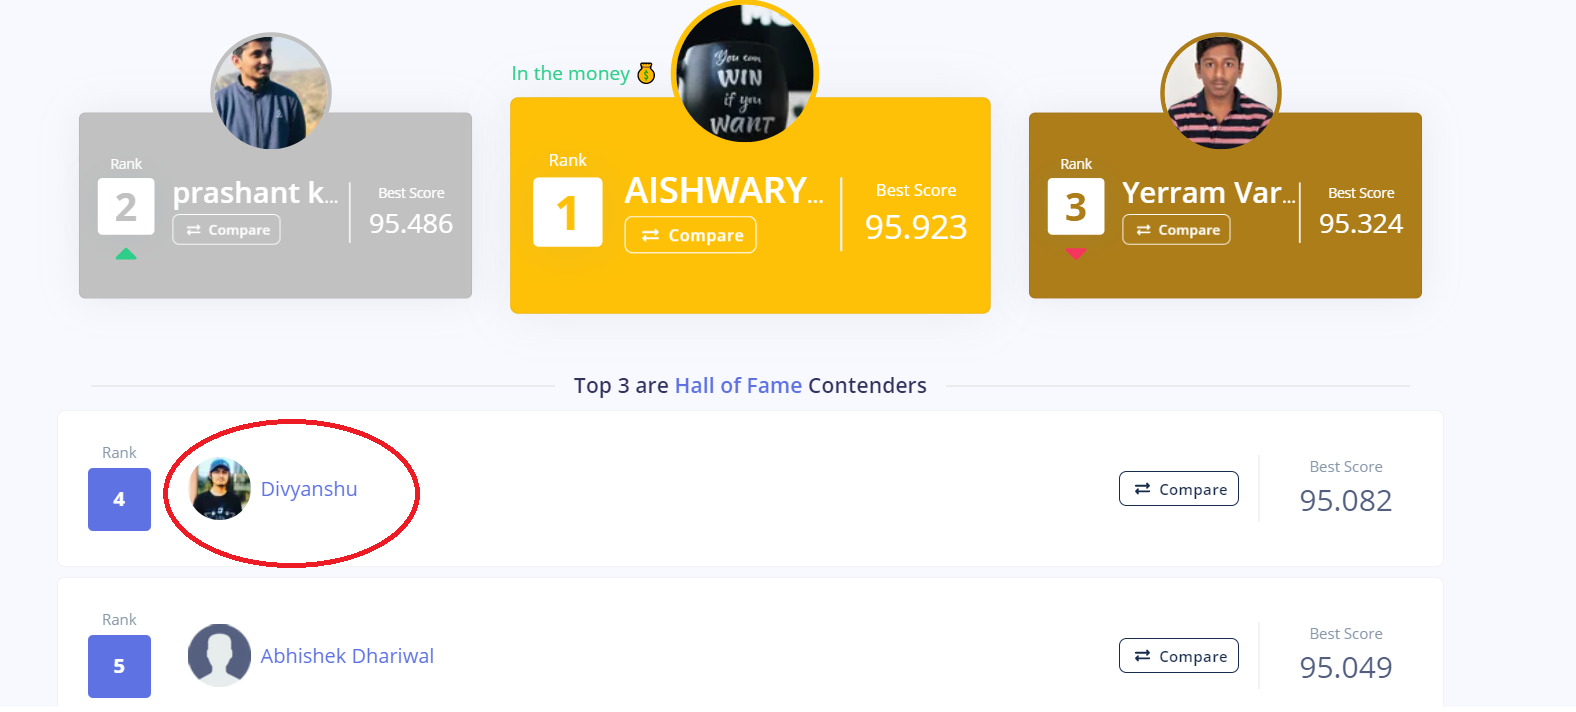 In the money
You can
WIN
if you
WANT
Rank
2
prashant k...
Compare
Best Score
95.486
Rank
1
AISHWARY...
Compare
Best Score
95.923
Rank
3
Yerram Var...
Compare
Best Score
95.324
Top 3 are Hall of Fame Contenders
Rank
4
Divyanshu
Compare
Best Score
95.082
Rank
5
Abhishek Dhariwal
Compare
Best Score
95.049